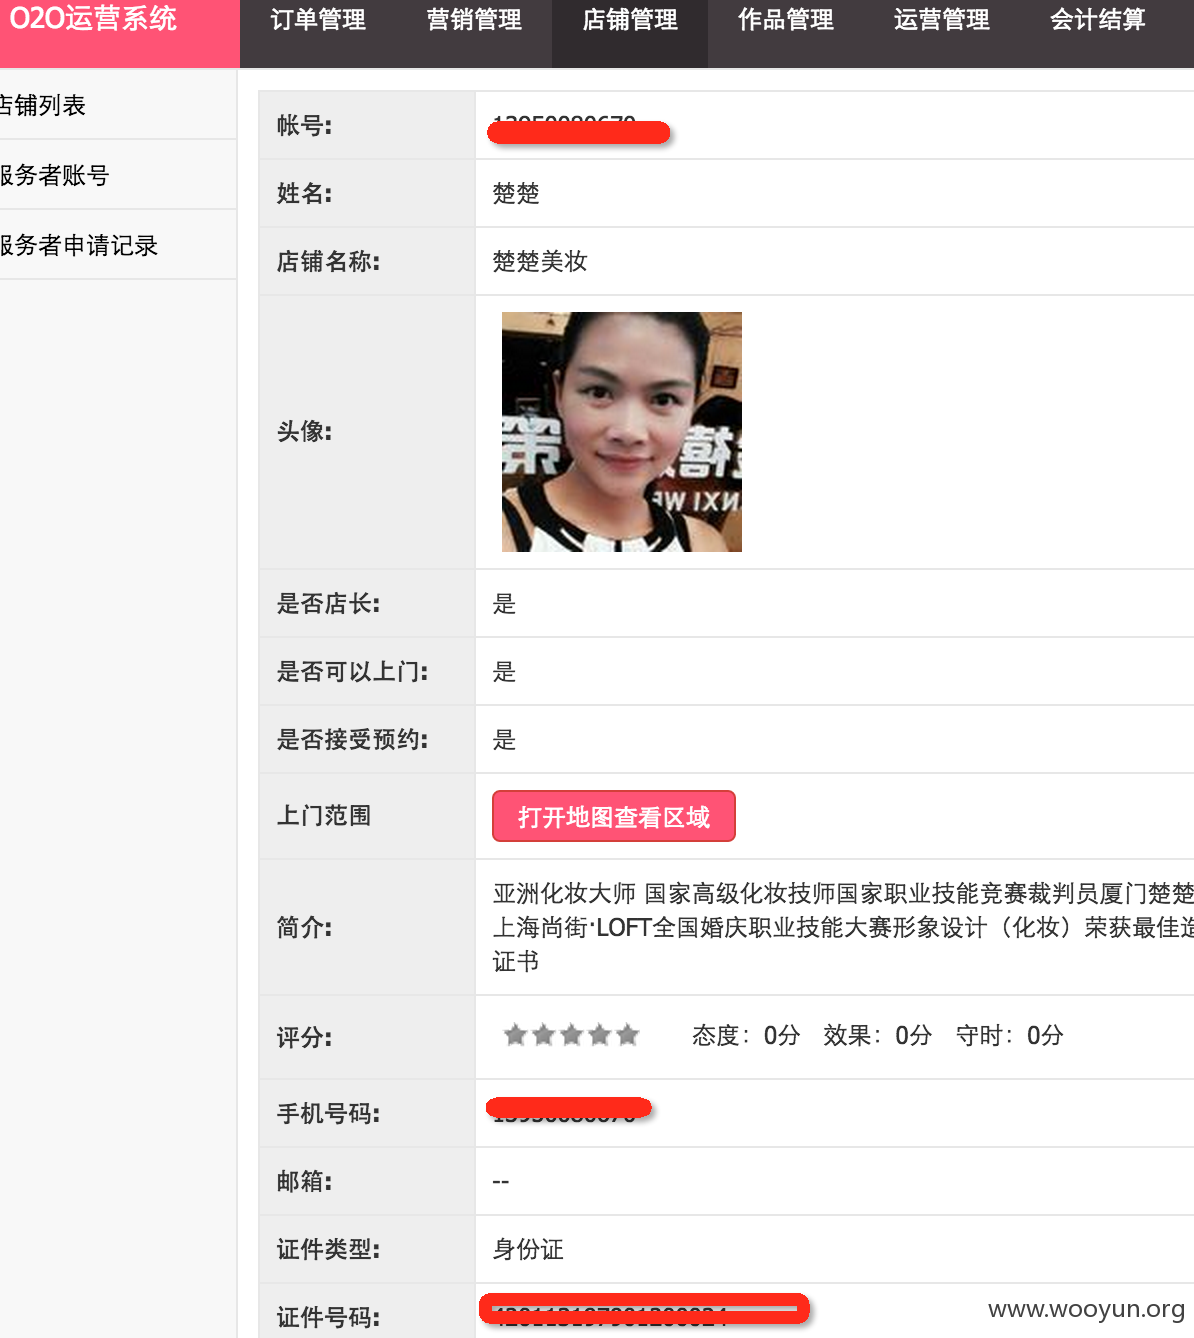 O2O运营系统 订单管理 营销管理 店铺管理 作品管理 运营管理 会计结算
店铺列表
服务者账号
服务者申请记录
帐号:
姓名: 楚楚
店铺名称: 楚楚美妆
头像:
是否店长: 是
是否可以上门: 是
是否接受预约: 是
上门范围 打开地图查看区域
简介: 亚洲化妆大师 国家高级化妆技师国家职业技能竞赛裁判员厦门楚楚
上海尚街·LOFT全国婚庆职业技能大赛形象设计（化妆）荣获最佳造
证书
评分: 态度：0分 效果：0分 守时：0分
手机号码:
邮箱: --
证件类型: 身份证
证件号码:
www.wooyun.org